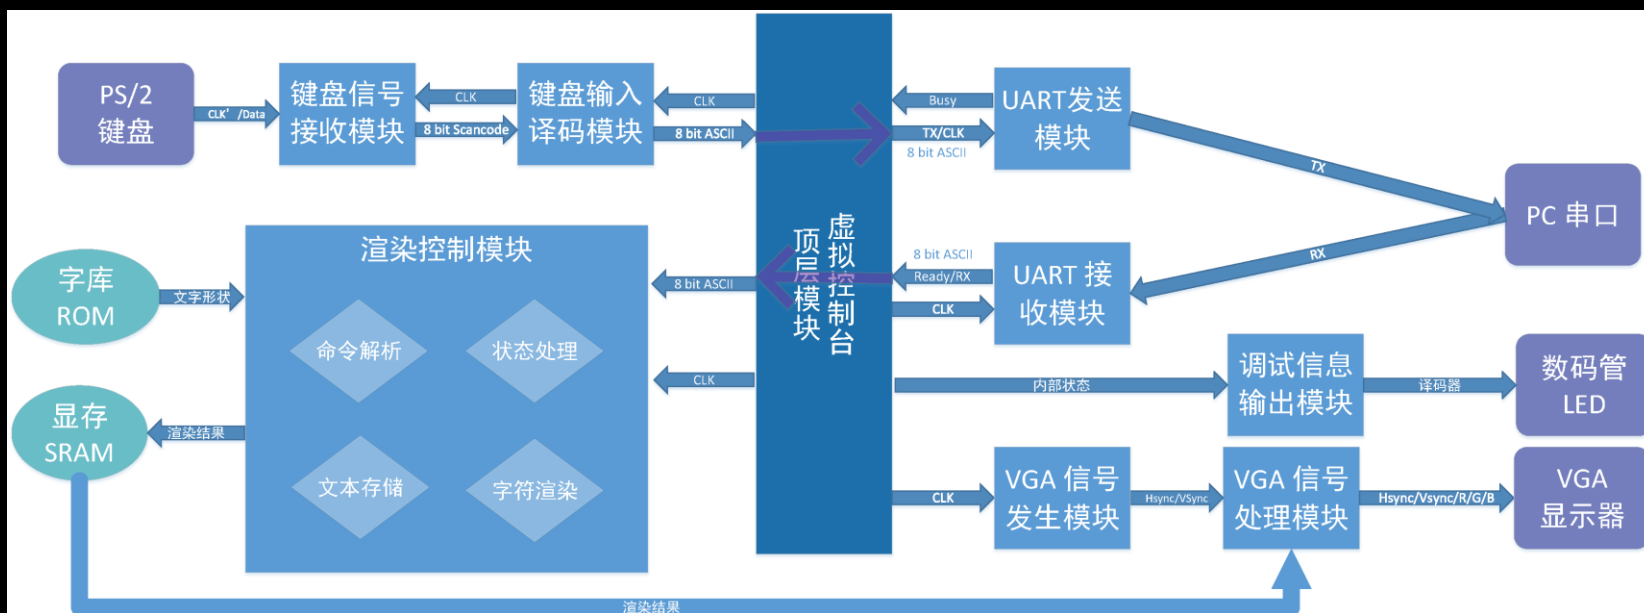 PS/2
键盘
CLK' /Data
键盘信号
接收模块
CLK
8 bit Scancode
键盘输入
译码模块
CLK
8 bit ASCII
虚拟控制台
顶层模块
Busy
TX/CLK
8 bit ASCII
UART发送
模块
TX
PC 串口
RX
8 bit ASCII
Ready/RX
CLK
UART 接
收模块
字库
ROM
文字形状
渲染控制模块
命令解析
状态处理
文本存储
字符渲染
8 bit ASCII
CLK
显存
SRAM
渲染结果
内部状态
调试信息
输出模块
译码器
数码管
LED
CLK
VGA 信号
发生模块
Hsync/VSync
VGA 信号
处理模块
Hsync/Vsync/R/G/B
VGA
显示器
渲染结果